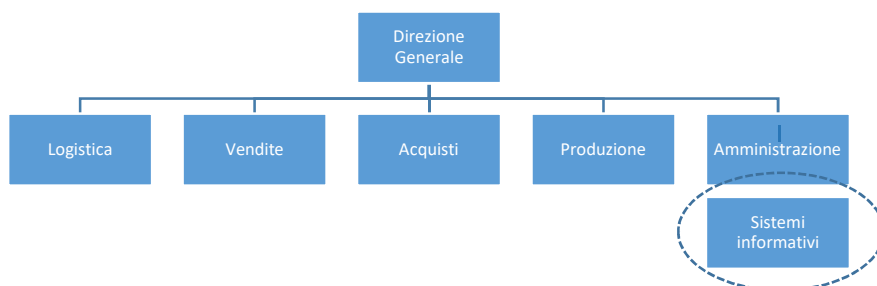 Direzione
Generale
Logistica
Vendite
Acquisti
Produzione
Amministrazione
Sistemi
informativi